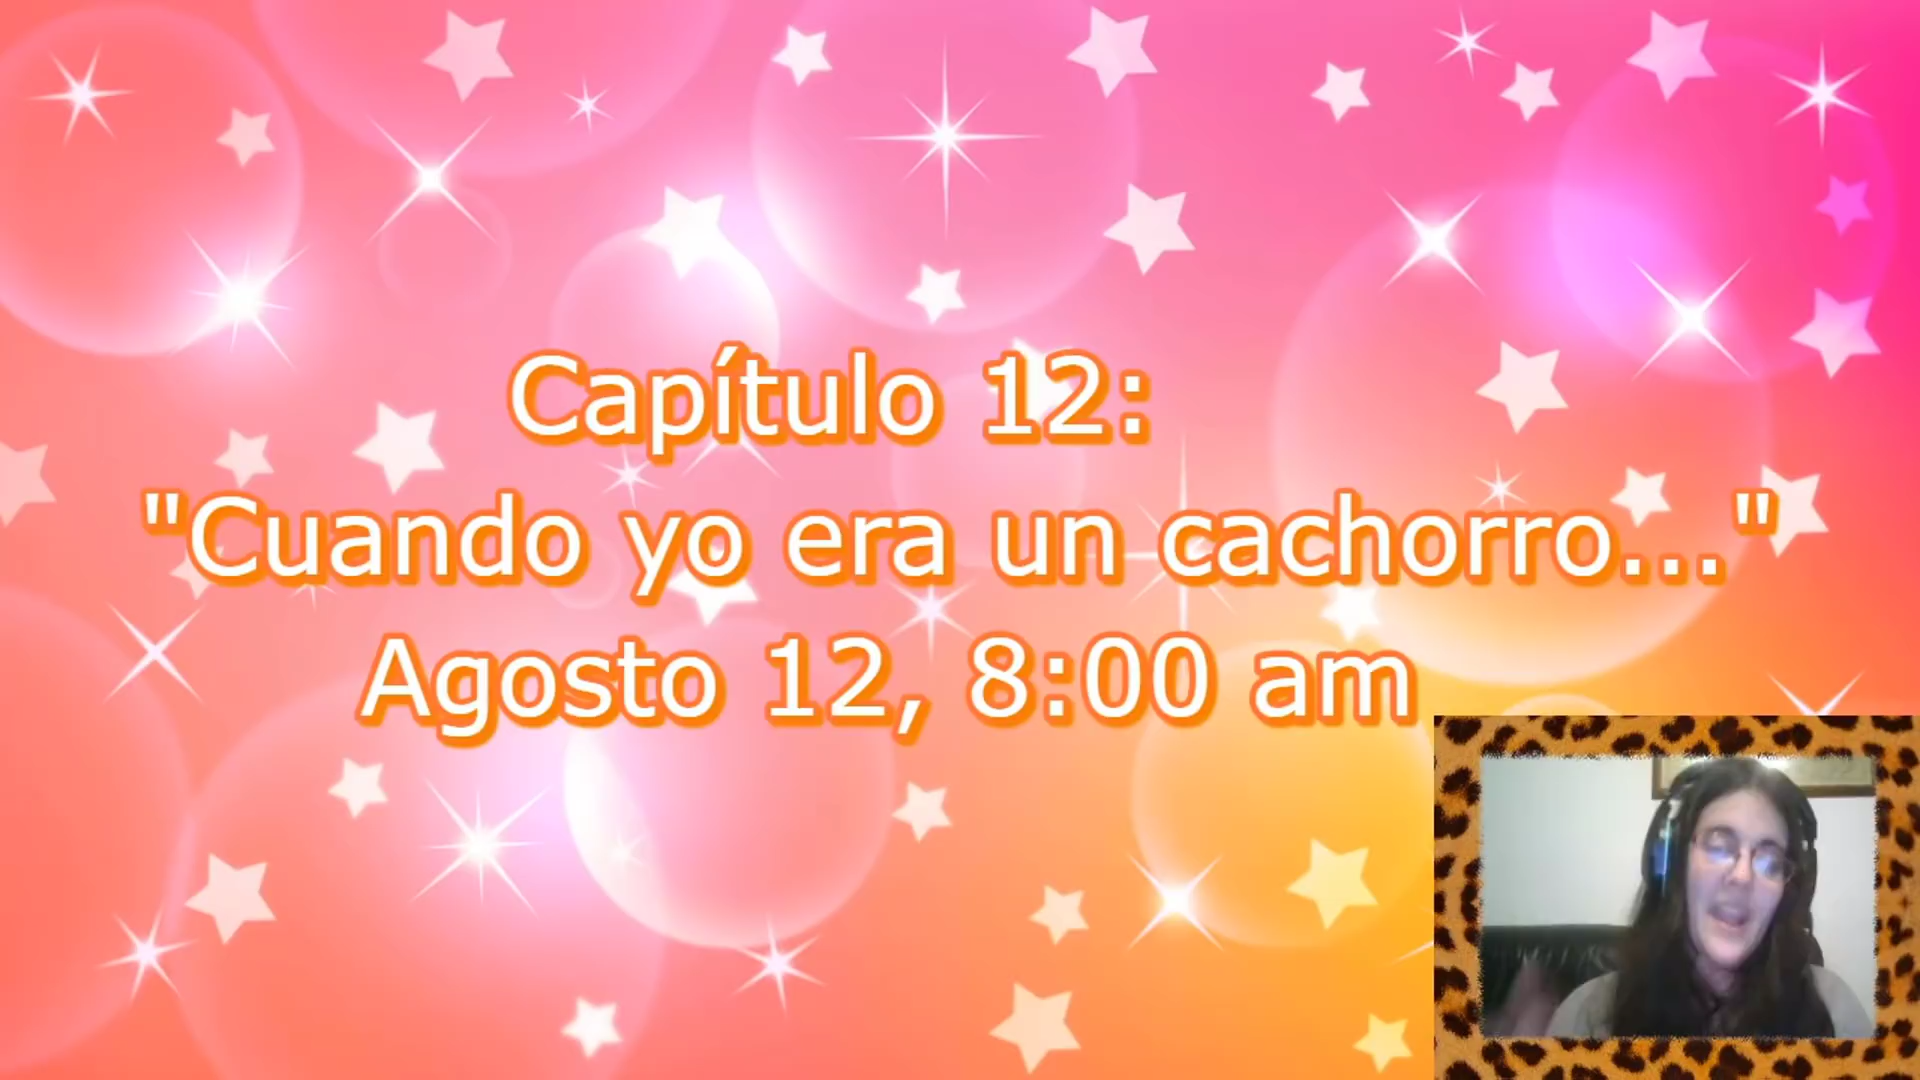 Capítulo 12:
"Cuando yo era un cachorro..."
Agosto 12, 8:00 am